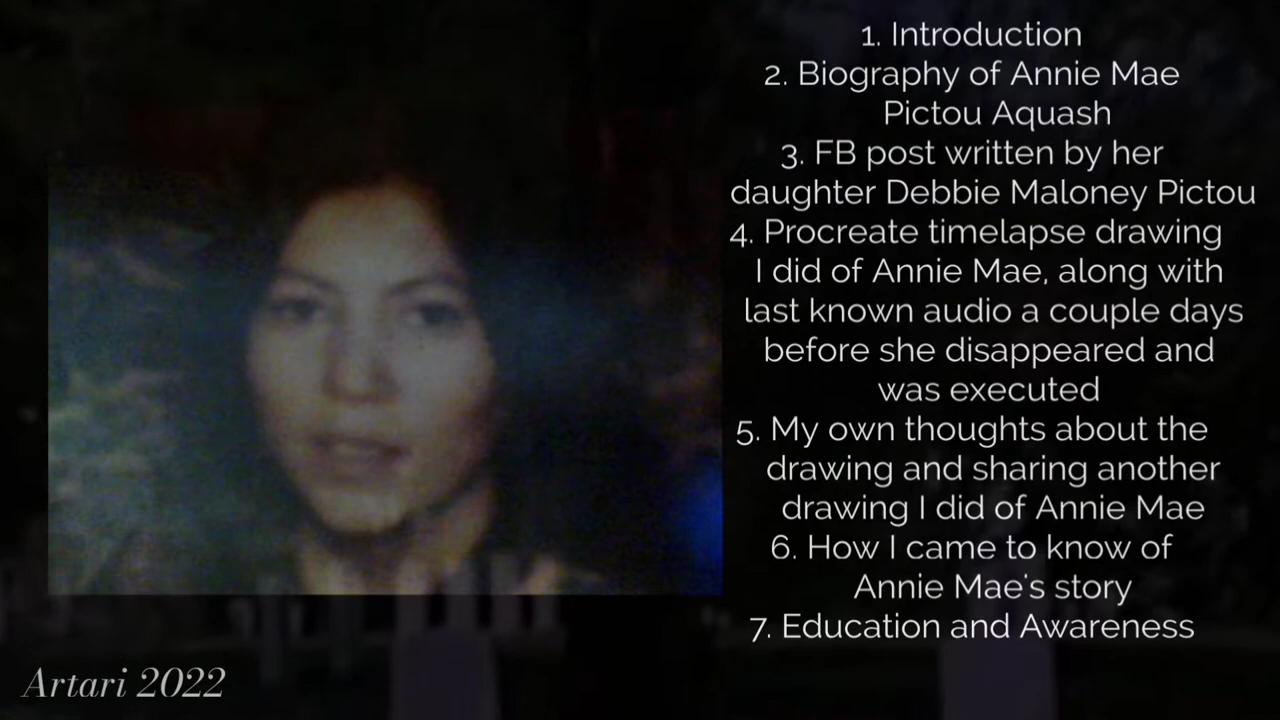 1. Introduction
2. Biography of Annie Mae
Pictou Aquash
3. FB post written by her
daughter Debbie Maloney Pictou
4. Procreate timelapse drawing
I did of Annie Mae, along with
last known audio a couple days
before she disappeared and
was executed
5. My own thoughts about the
drawing and sharing another
drawing I did of Annie Mae
6. How I came to know of
Annie Mae's story
7. Education and Awareness
Artari 2022